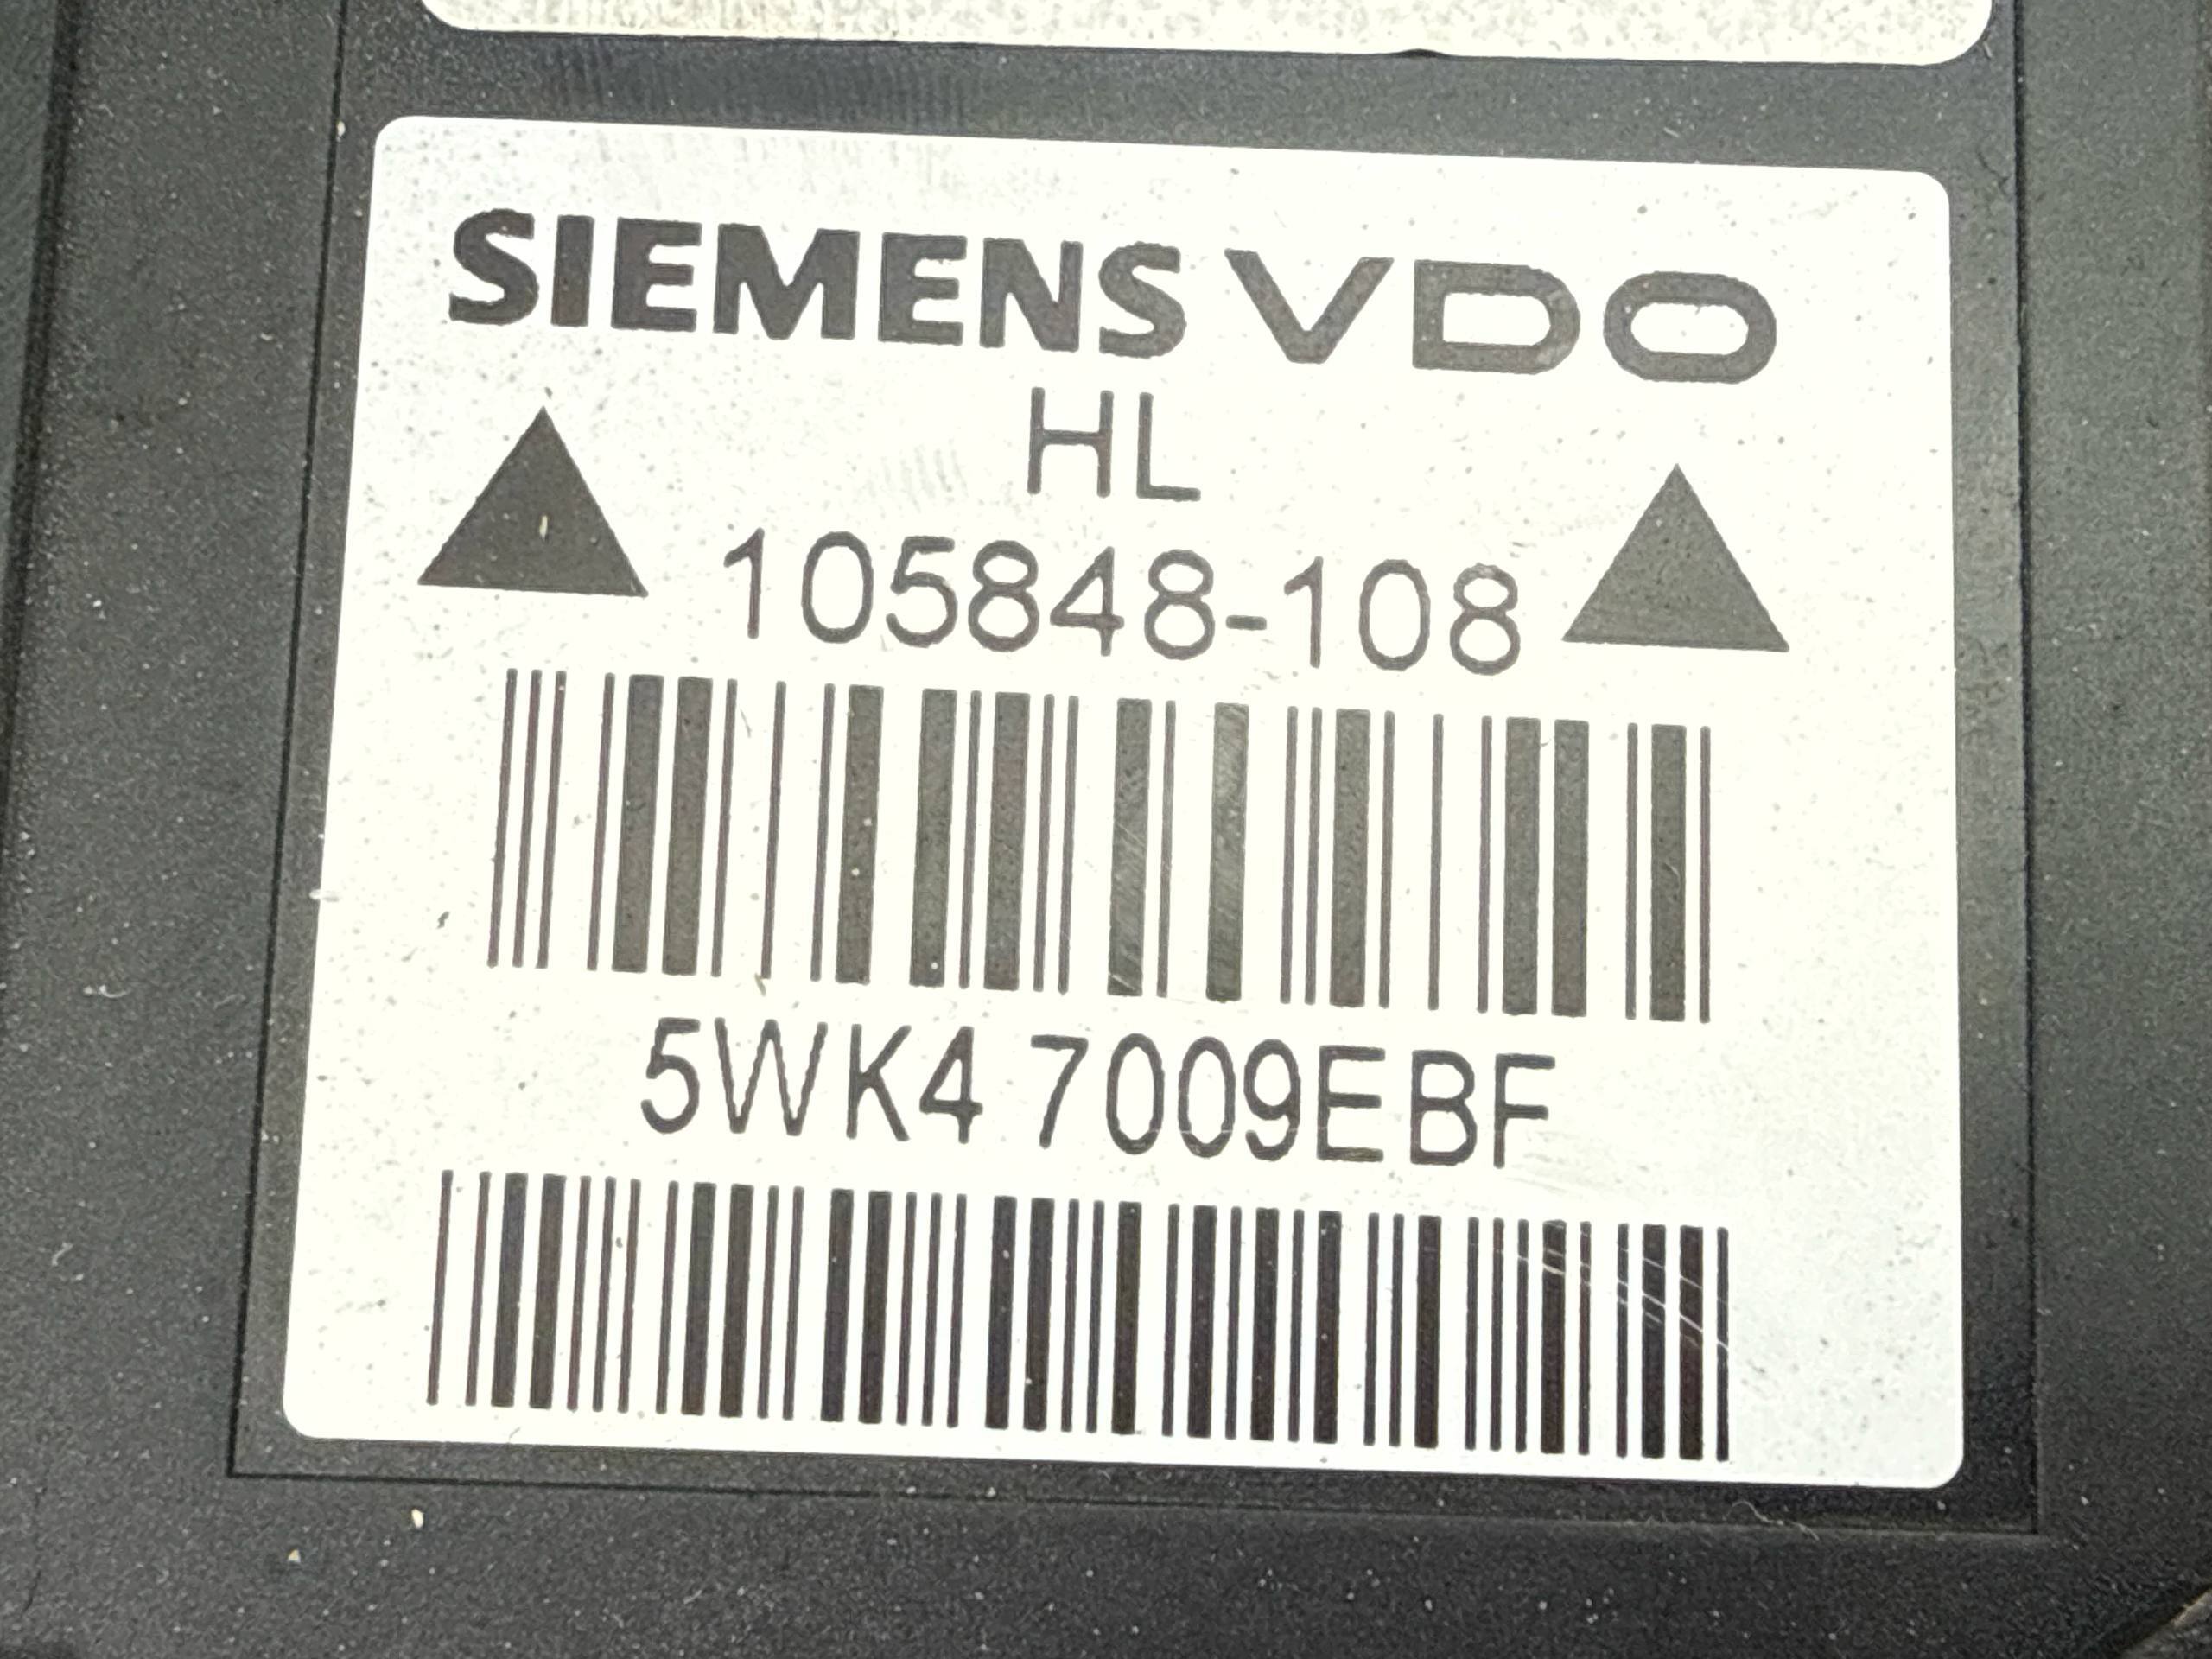 SIEMENS VDO
HL
105848-108
5WK4 7009EBF